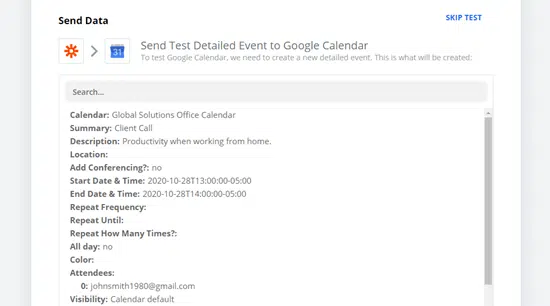 Send Data
SKIP TEST
31
Send Test Detailed Event to Google Calendar
To test Google Calendar, we need to create a new detailed event. This is what will be created:
Search...
Calendar: Global Solutions Office Calendar
Summary: Client Call
Description: Productivity when working from home.
Location:
Add Conferencing?: no
Start Date & Time: 2020-10-28T13:00:00-05:00
End Date & Time: 2020-10-28T14:00:00-05:00
Repeat Frequency:
Repeat Until:
Repeat How Many Times?:
All day: no
Color:
Attendees:
0: johnsmith1980@gmail.com
Visibility: Calendar default